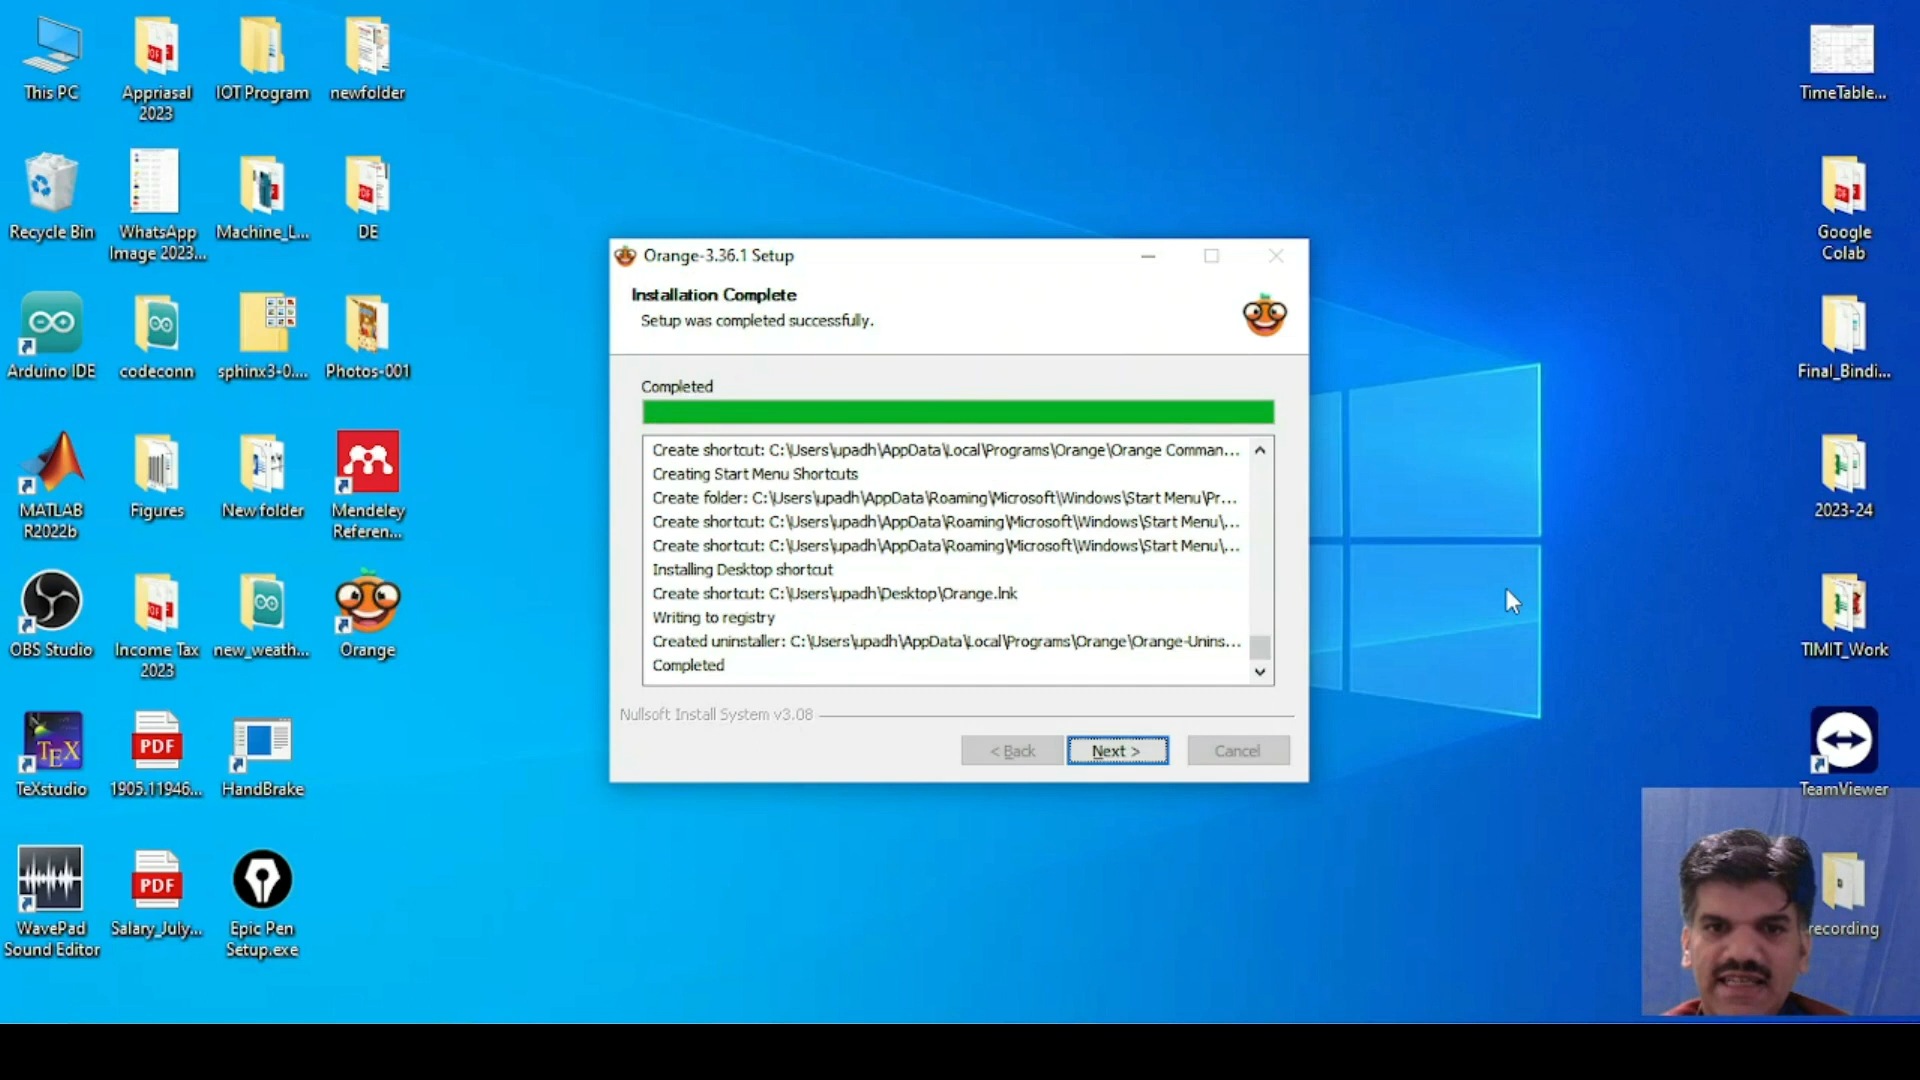 This PC
Appriasal
2023
IOT Program
newfolder
TimeTable...
Recycle Bin
WhatsApp
Image 2023...
Machine_L...
DE
Google
Colab
Orange-3.36.1 Setup
Installation Complete
Setup was completed successfully.
Arduino IDE
codeconn
sphinx3-0....
Photos-001
Final_Bindi...
Completed
Create shortcut: C:\Users\upadh\AppData\Local\Programs\Orange\Orange Comman...
Creating Start Menu Shortcuts
Create folder: C:\Users\upadh\AppData\Roaming\Microsoft\Windows\Start Menu\Pr...
Create shortcut: C:\Users\upadh\AppData\Roaming\Microsoft\Windows\Start Menu\...
Create shortcut: C:\Users\upadh\AppData\Roaming\Microsoft\Windows\Start Menu\...
Installing Desktop shortcut
Create shortcut: C:\Users\upadh\Desktop\Orange.lnk
Writing to registry
Created uninstaller: C:\Users\upadh\AppData\Local\Programs\Orange\Orange-Unins...
Completed
MATLAB
R2022b
Figures
New folder
Mendeley
Referen...
2023-24
OBS Studio
Income Tax
2023
new_weath...
Orange
TIMIT_Work
Nullsoft Install System v3.08
< Back
Next >
Cancel
TEX
PDF
TeXstudio
1905.11946...
HandBrake
TeamViewer
PDF
WavePad
Sound Editor
Salary_July...
Epic Pen
Setup.exe
recording